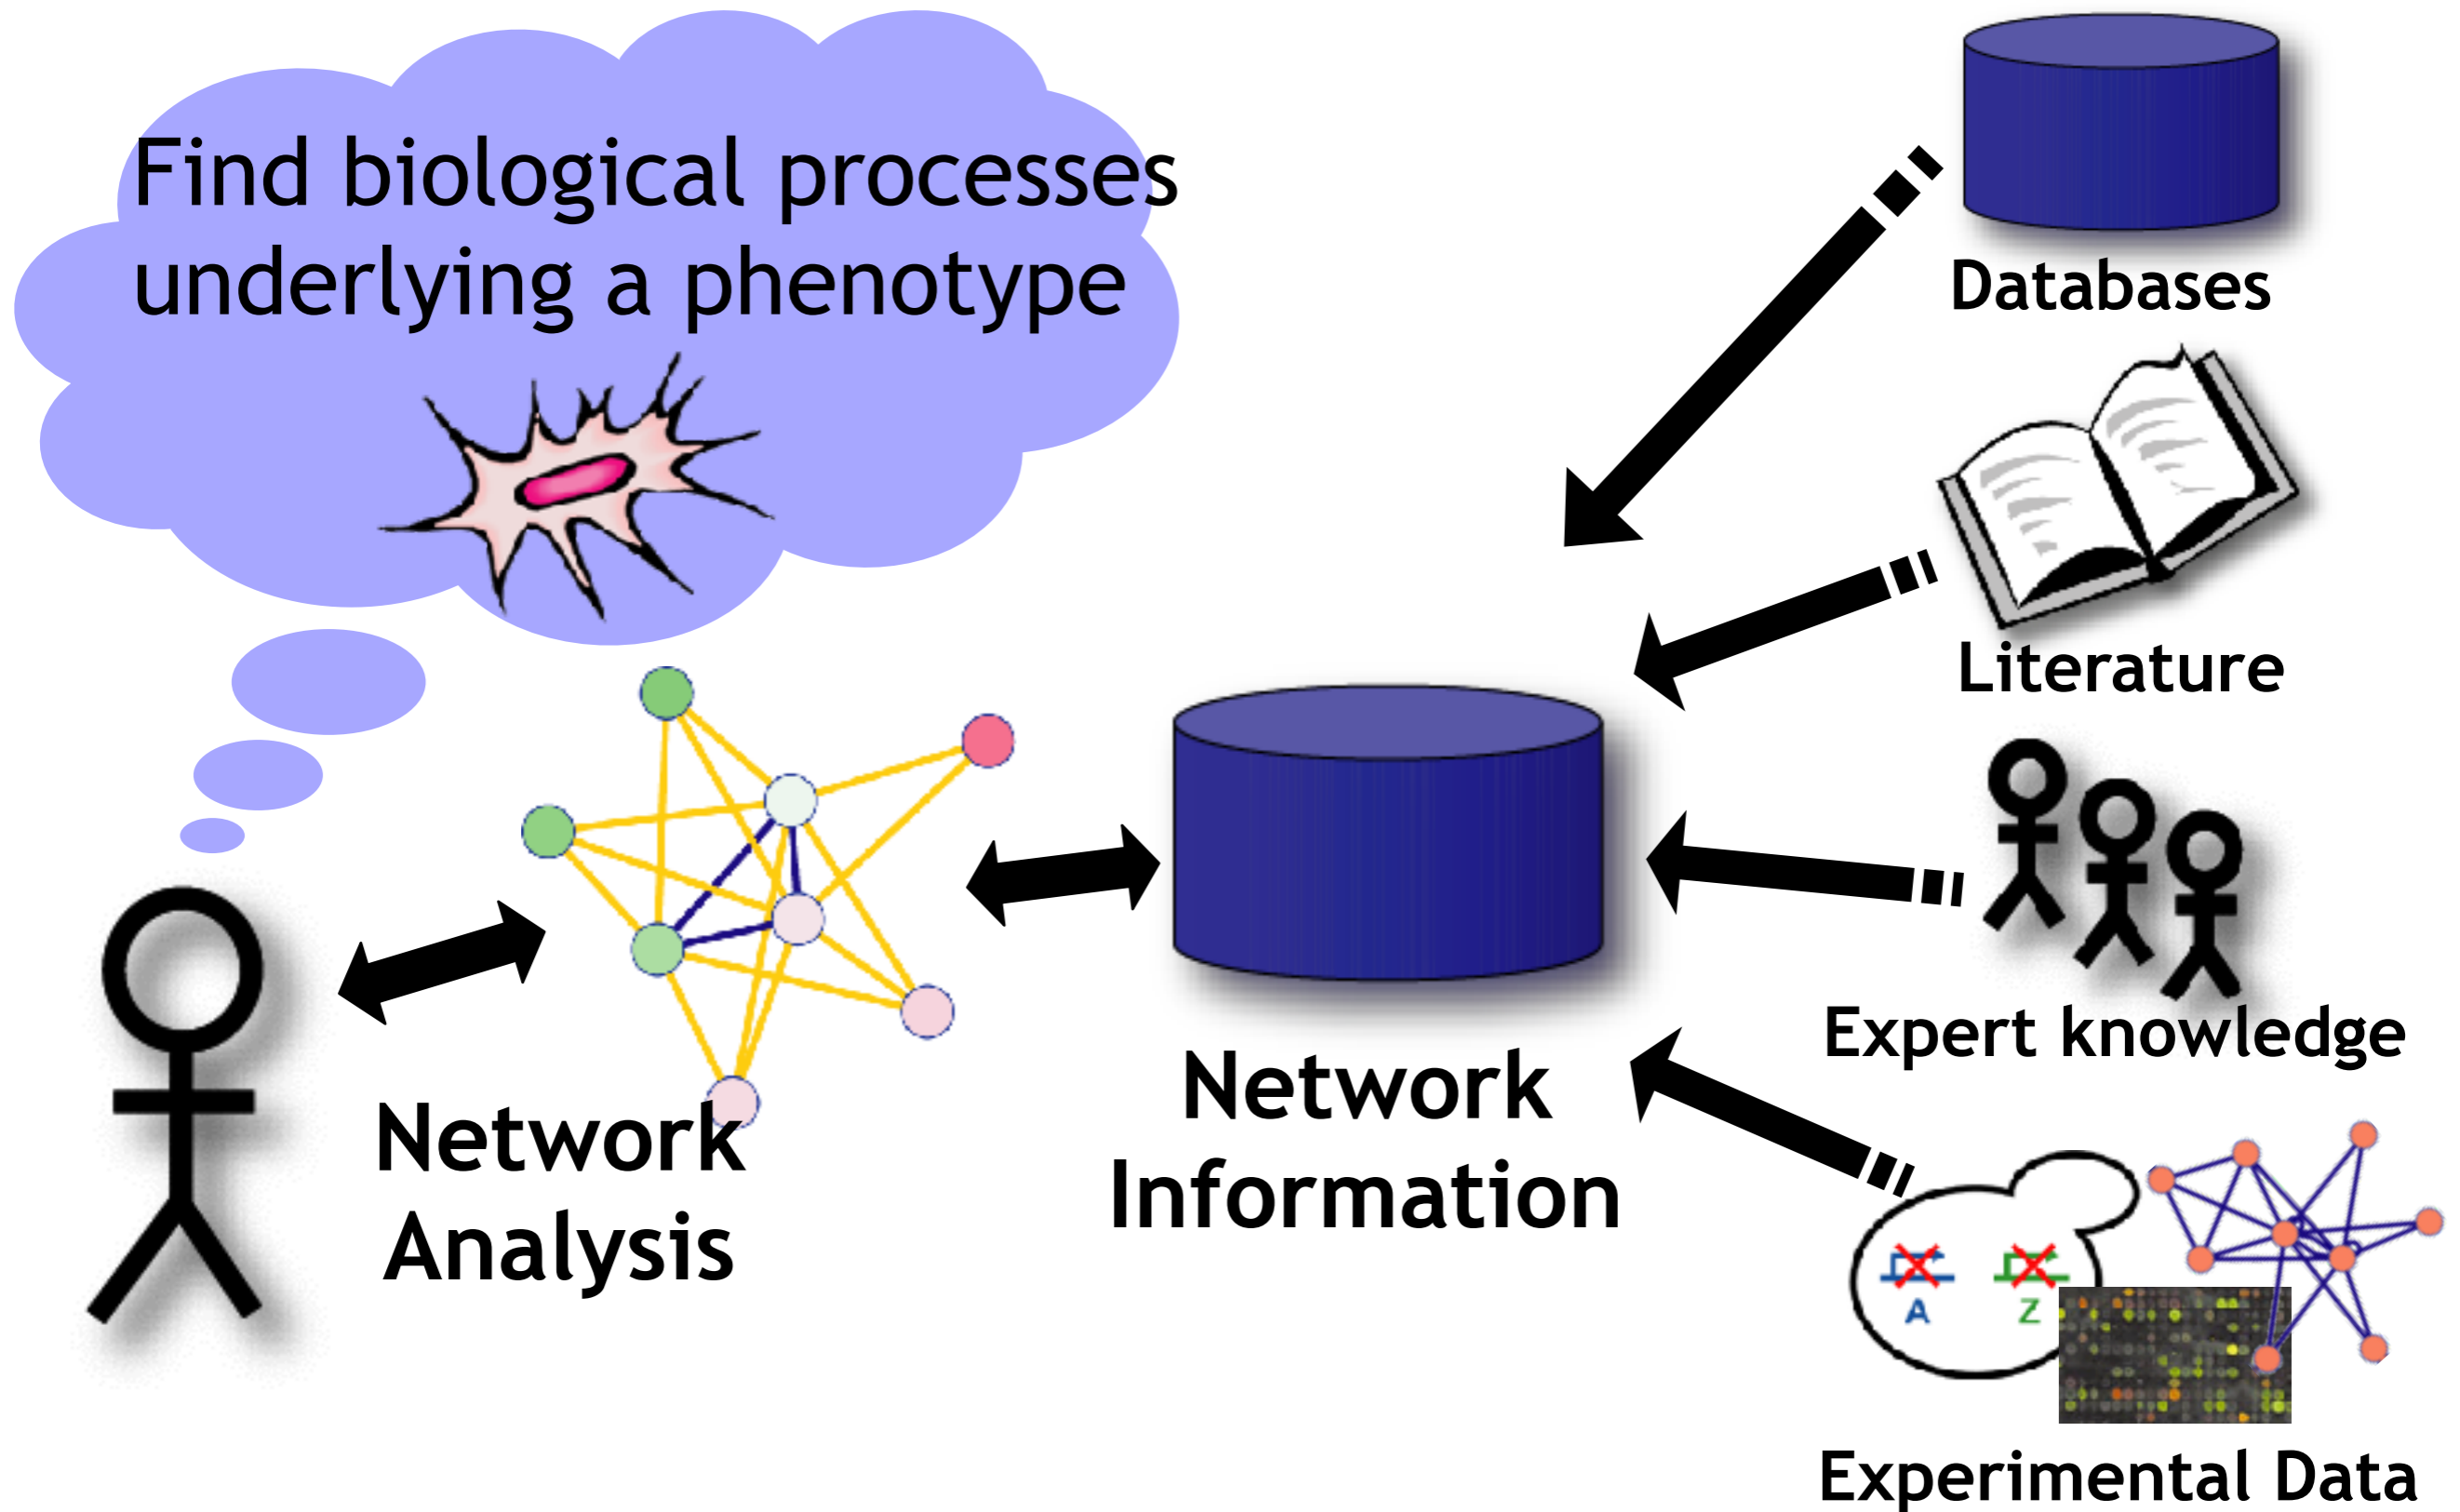 Find biological processes
underlying a phenotype
Databases
Literature
Expert knowledge
Network
Analysis
Network
Information
A
Z
Experimental Data